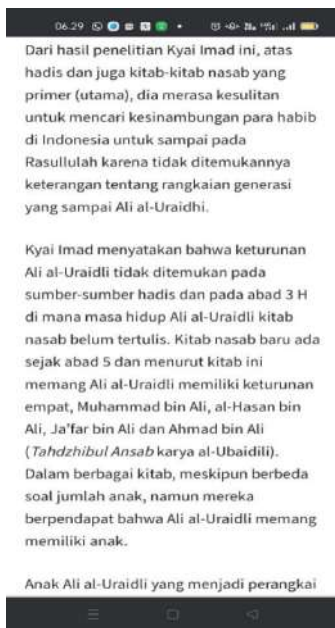 06.29
Dari hasil penelitian Kyai Imad ini, atas
hadis dan juga kitab-kitab nasab yang
primer (utama), dia merasa kesulitan
untuk mencari kesinambungan para habib
di Indonesia untuk sampai pada
Rasullulah karena tidak ditemukannya
keterangan tentang rangkaian generasi
yang sampai Ali al-Uraidhi.
Kyai Imad menyatakan bahwa keturunan
Ali al-Uraidli tidak ditemukan pada
sumber-sumber hadis dan pada abad 3 H
di mana masa hidup Ali al-Uraidli kitab
nasab belum tertulis. Kitab nasab baru ada
sejak abad 5 dan menurut kitab ini
memang Ali al-Uraidli memiliki keturunan
empat, Muhammad bin Ali, al-Hasan bin
Ali, Ja'far bin Ali dan Ahmad bin Ali
(Tahdzhibul Ansab karya al-Ubaidili).
Dalam berbagai kitab, meskipun berbeda
soal jumlah anak, namun mereka
berpendapat bahwa Ali al-Uraidli memang
memiliki anak.
Anak Ali al-Uraidli yang menjadi perangkai